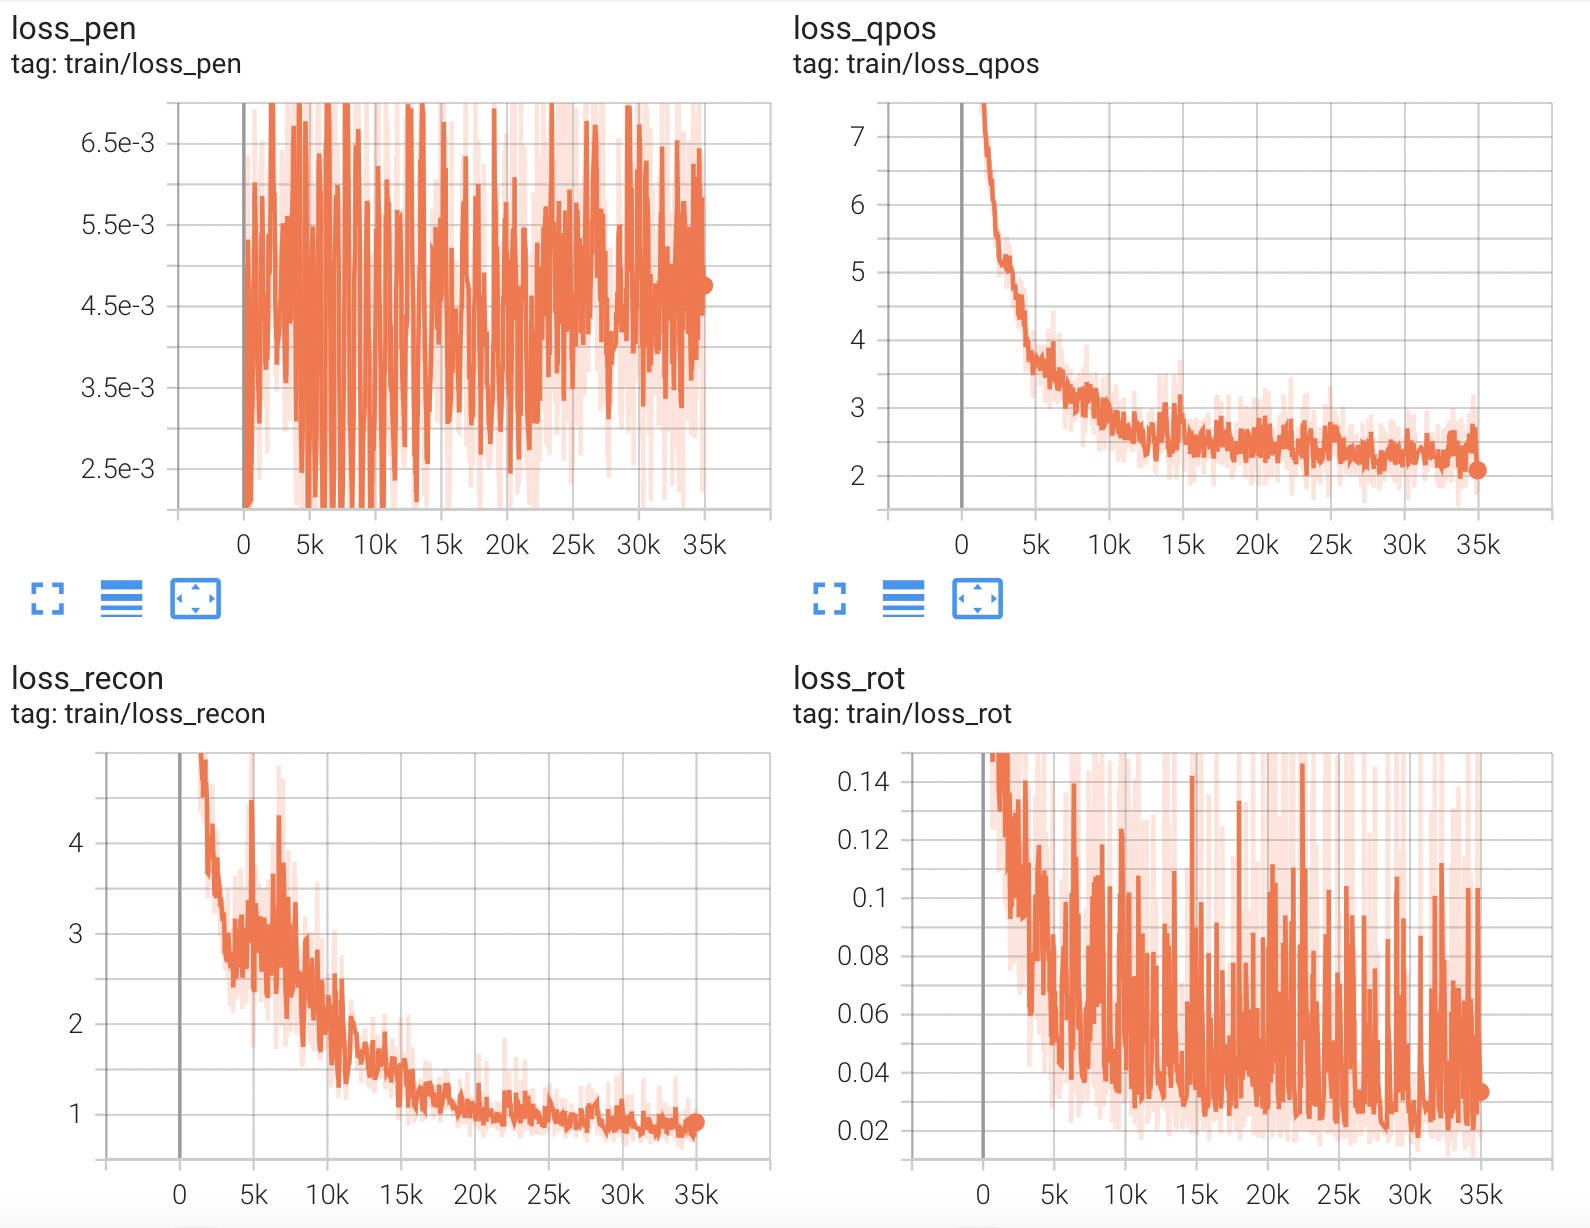 loss_pen
tag: train/loss_pen
6.5e-3
5.5e-3
4.5e-3
3.5e-3
2.5e-3
0 5k 10k 15k 20k 25k 30k 35k
loss_qpos
tag: train/loss_qpos
7
6
5
4
3
2
0 5k 10k 15k 20k 25k 30k 35k
loss_recon
tag: train/loss_recon
4
3
2
1
0 5k 10k 15k 20k 25k 30k 35k
loss_rot
tag: train/loss_rot
0.14
0.12
0.1
0.08
0.06
0.04
0.02
0 5k 10k 15k 20k 25k 30k 35k